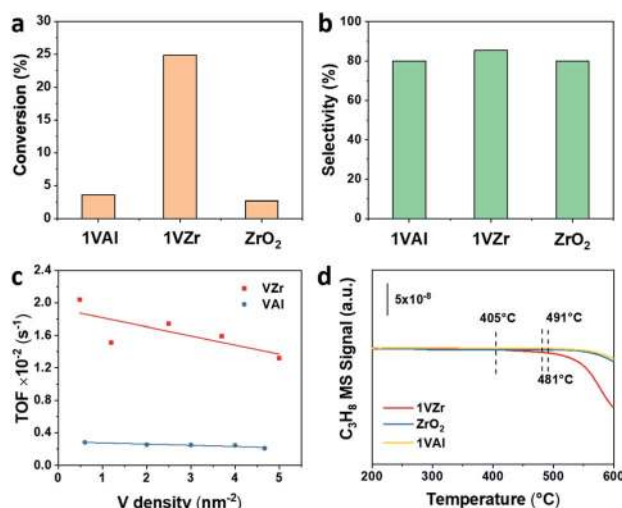 a
30
25
20
15
10
5
0
Conversion (%)
1VAl
1VZr
ZrO2
b
100
80
60
40
20
0
Selectivity (%)
1VAl
1VZr
ZrO2
c
2.4
2.0
1.6
1.2
0.8
0.4
0.0
TOF ×10⁻² (s⁻¹)
VZr
VAl
0
1
2
3
4
5
V density (nm⁻²)
d
5x10⁻⁸
405°C
491°C
481°C
C₃H₈ MS Signal (a.u.)
1VZr
ZrO₂
1VAl
200
300
400
500
600
Temperature (°C)